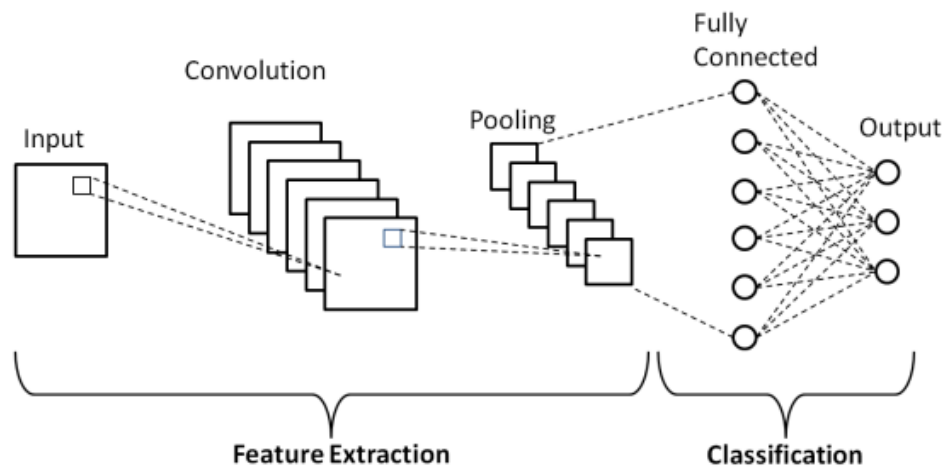 Input
Convolution
Pooling
Fully
Connected
Output
Feature Extraction
Classification